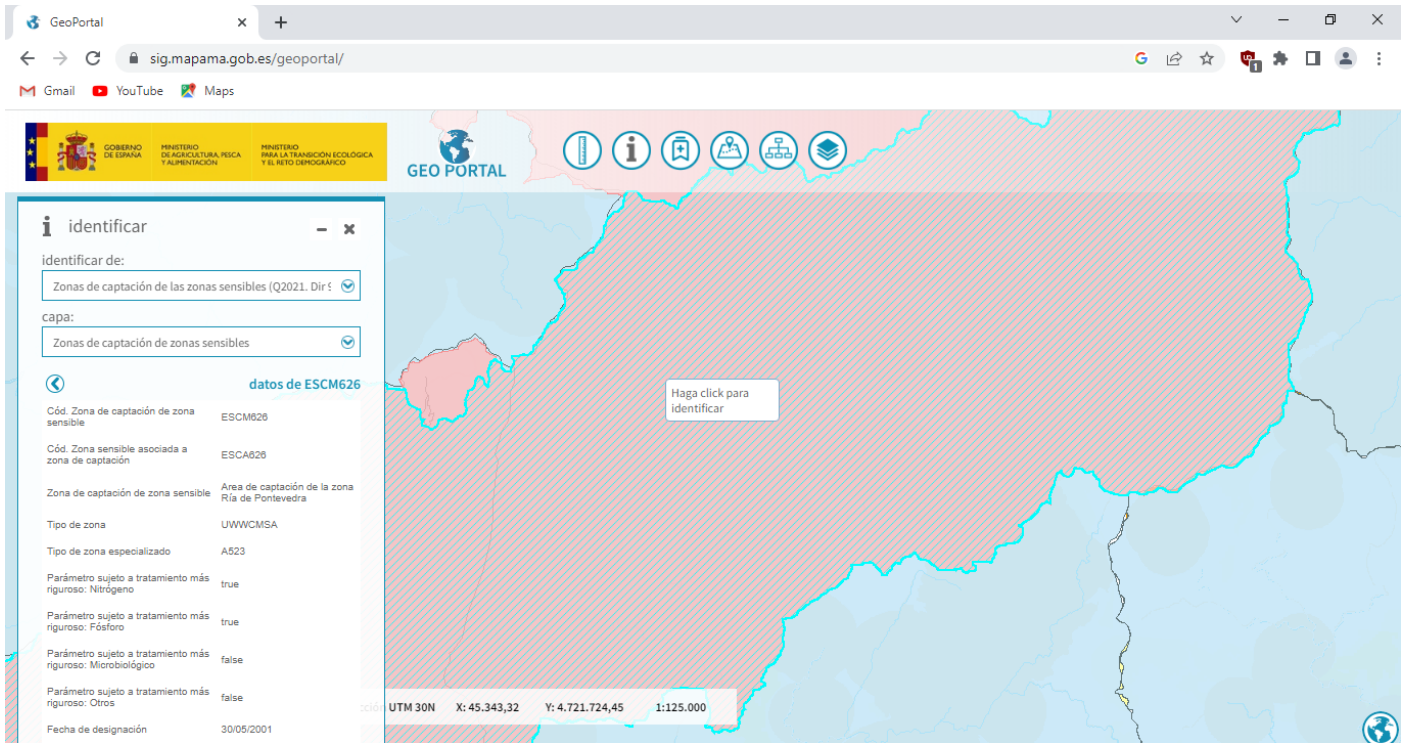 GeoPortal
sig.mapama.gob.es/geoportal/
1
Gmail YouTube Maps
GOBIERNO DE ESPAÑA
MINISTERIO DE AGRICULTURA, PESCA Y ALIMENTACIÓN
MINISTERIO PARA LA TRANSICIÓN ECOLÓGICA Y EL RETO DEMOGRÁFICO
GEO PORTAL
i identificar
identificar de:
Zonas de captación de las zonas sensibles (Q2021. Dir 9
capa:
Zonas de captación de zonas sensibles
datos de ESCM626
Cód. Zona de captación de zona
sensible ESCM626
Cód. Zona sensible asociada a
zona de captación ESCA626
Zona de captación de zona sensible Area de captación de la zona
Ría de Pontevedra
Tipo de zona UWWCMSA
Tipo de zona especializado A523
Parámetro sujeto a tratamiento más
riguroso: Nitrógeno true
Parámetro sujeto a tratamiento más
riguroso: Fósforo true
Parámetro sujeto a tratamiento más
riguroso: Microbiológico false
Parámetro sujeto a tratamiento más
riguroso: Otros false
Fecha de designación 30/05/2001
Haga click para
identificar
UTM 30N X: 45.343,32 Y: 4.721.724,45 1:125.000